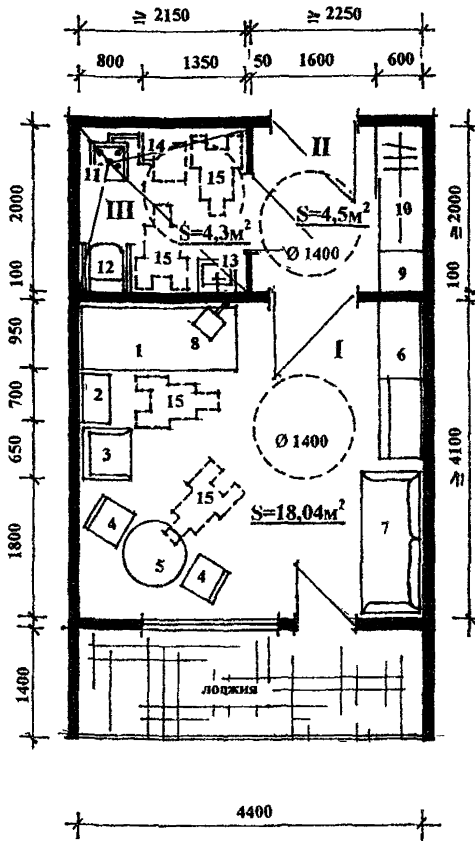 ≥ 2150 ≥ 2250
800 1350 50 1600 600
2000 100 950 700 650 1800 1400
≥ 2000 100 ≥ 4100
11 14 15 II
III S=4,3м² S=4,5м² 10
12 15 13 Ø 1400 9
1 8 I 6
2 15
3 Ø 1400
15 S=18,04м² 7
4 5 4
лоджия
4400